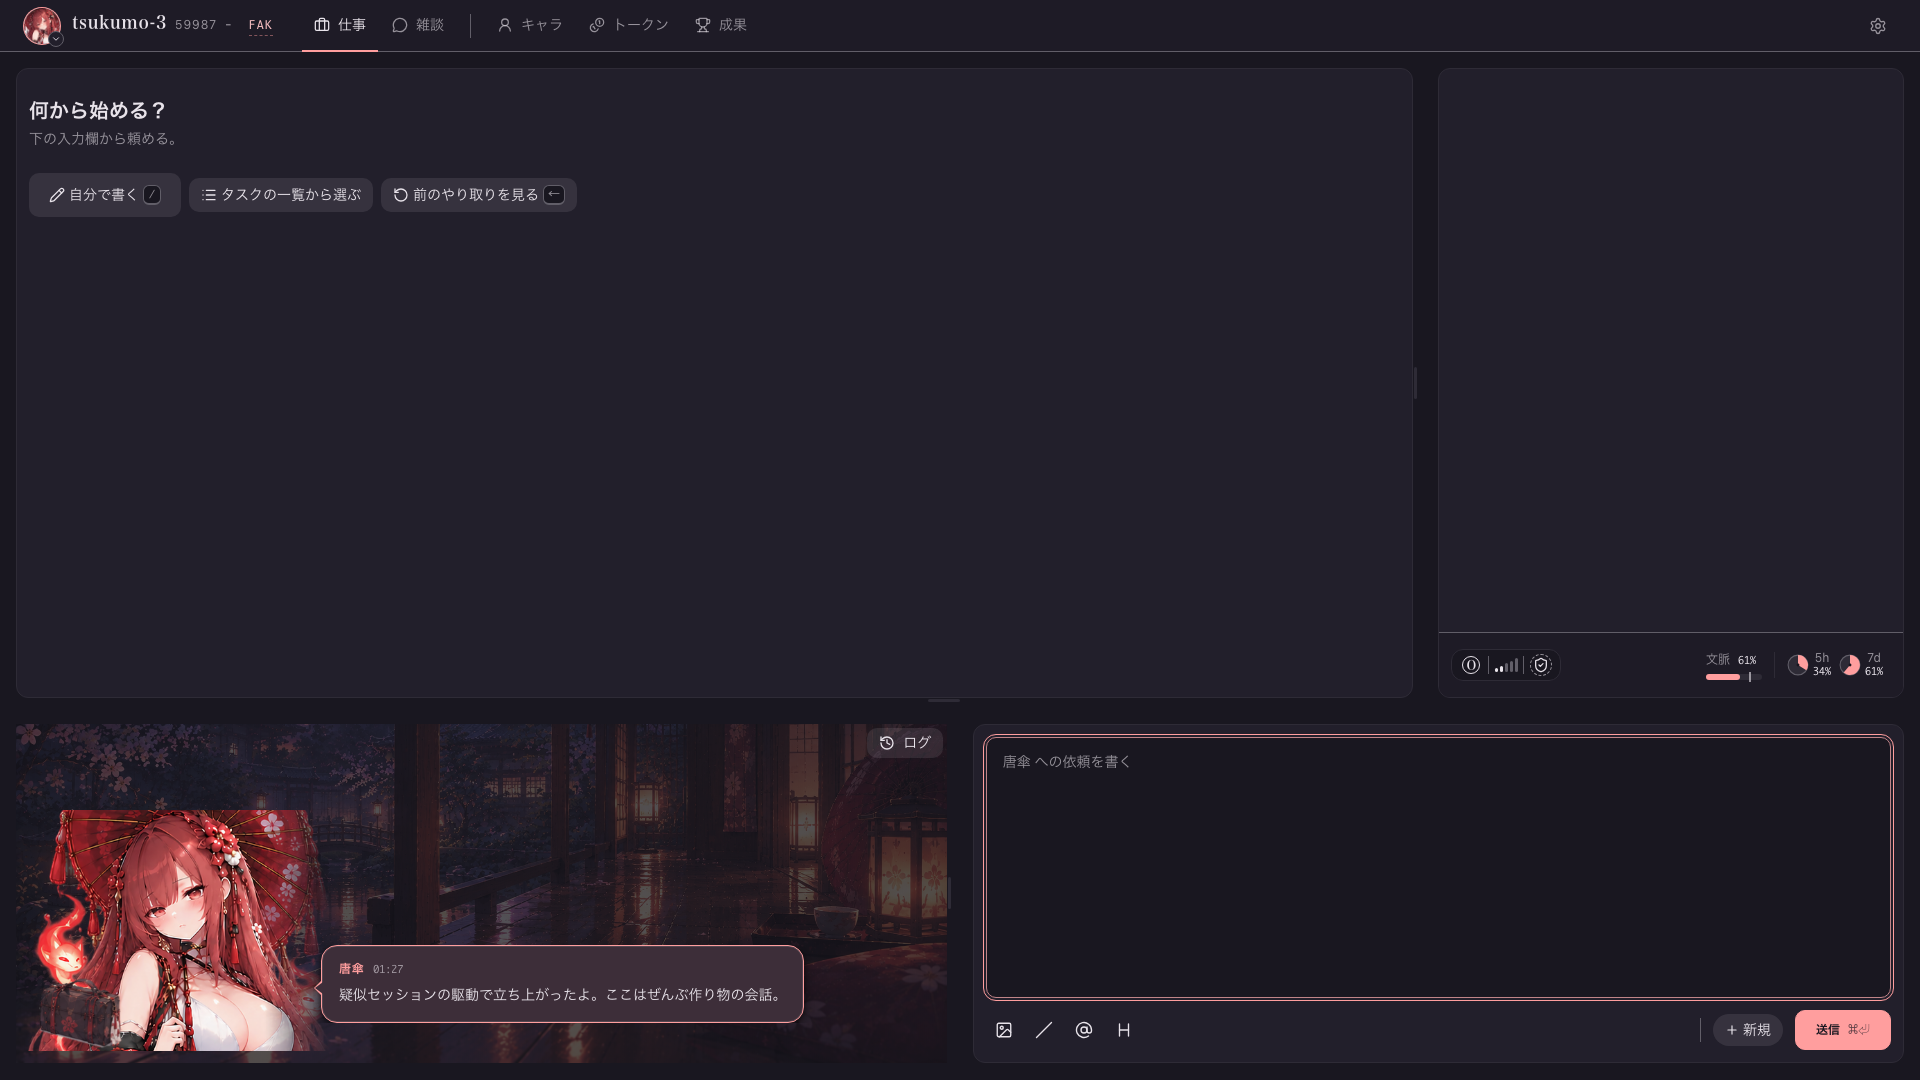 tsukumo-3 59987 - FAK 仕事 雑談 キャラ トークン 成果
何から始める？
下の入力欄から頼める。
自分で書く / タスクの一覧から選ぶ 前のやり取りを見る ←
文脈 61% 5h 34% 7d 61%
ログ
唐傘 01:27
疑似セッションの駆動で立ち上がったよ。ここはぜんぶ作り物の会話。
唐傘 への依頼を書く
@ H + 新規 送信 ⌘⏎